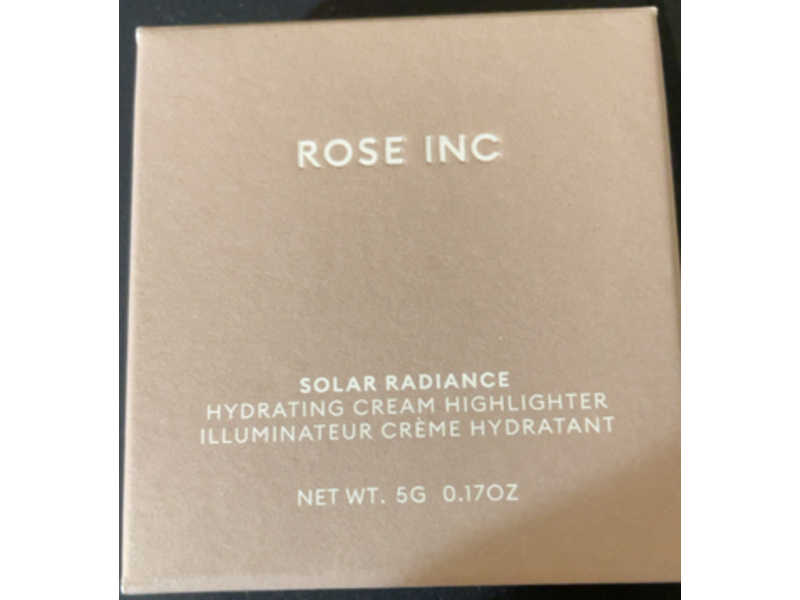 ROSE INC
SOLAR RADIANCE
HYDRATING CREAM HIGHLIGHTER
ILLUMINATEUR CRÈME HYDRATANT
NET WT. 5G 0.17OZ